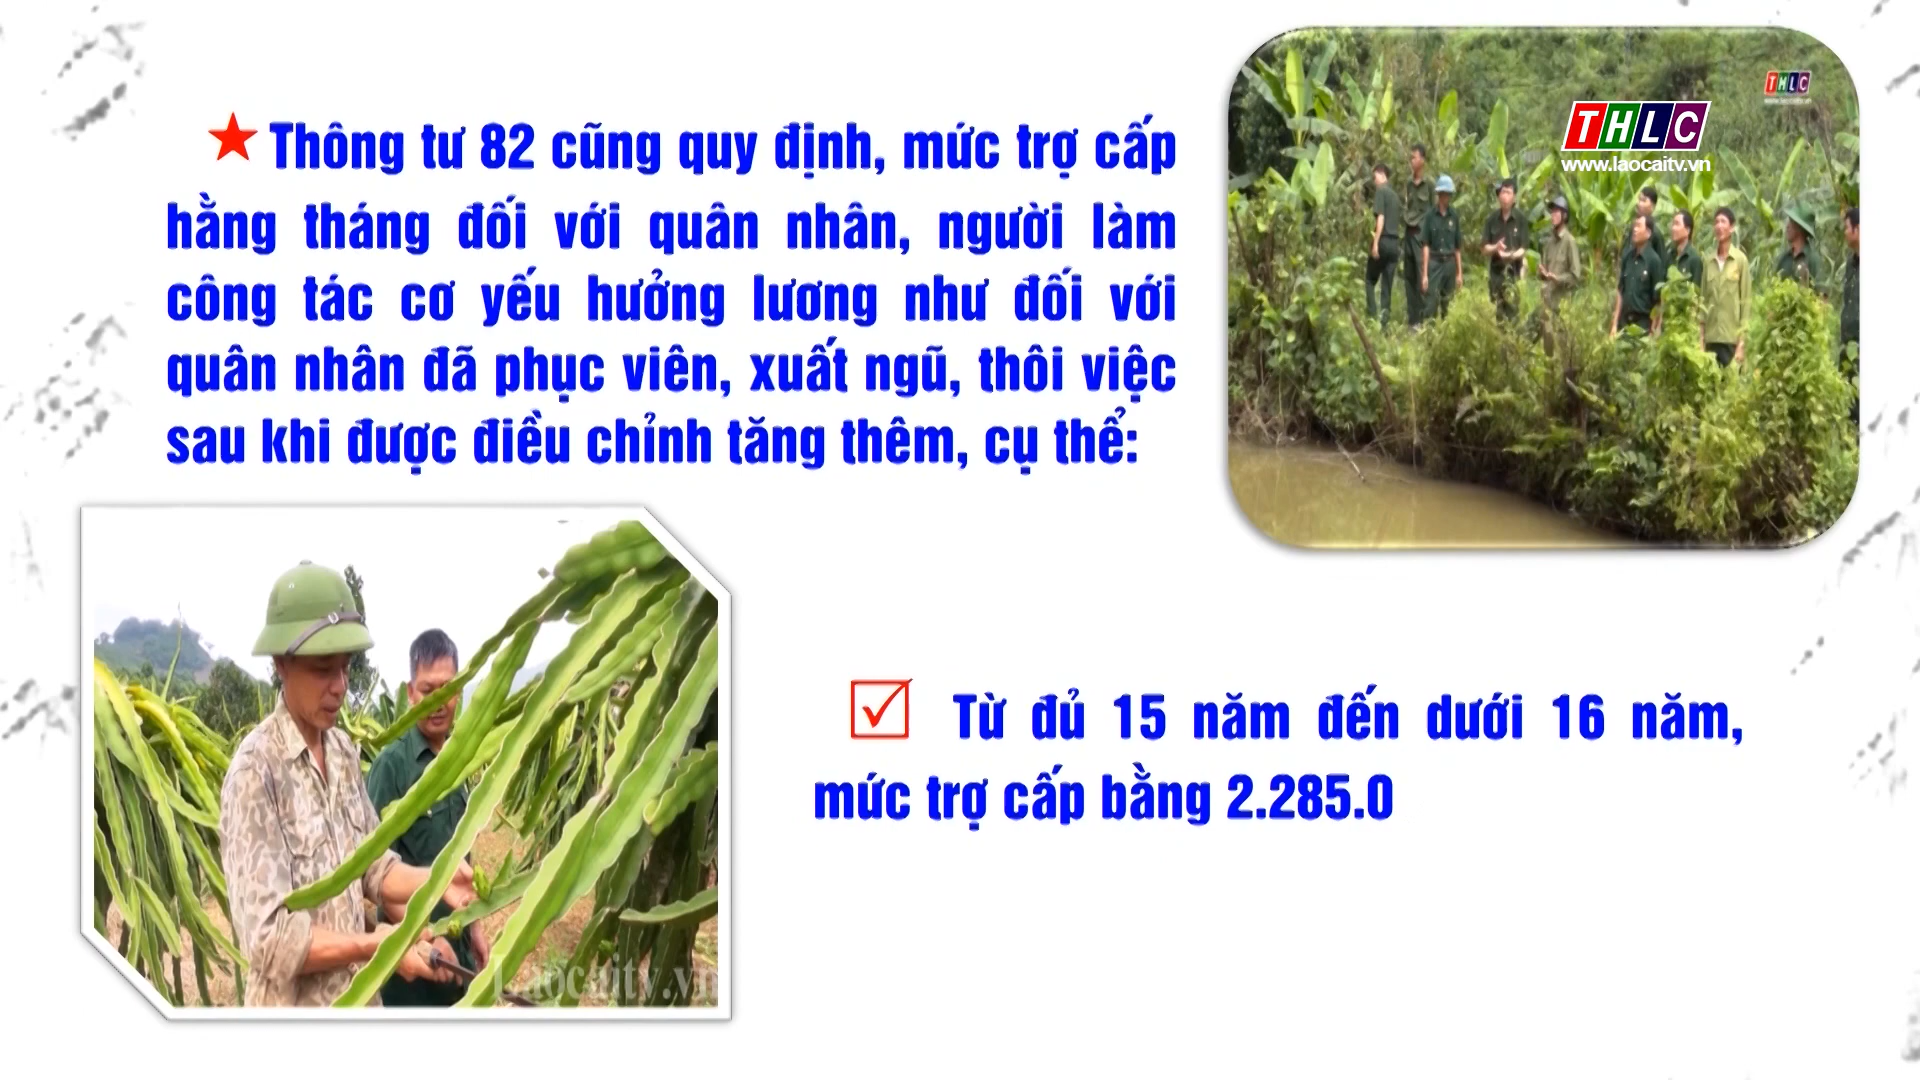 Thông tư 82 cũng quy định, mức trợ cấp
hằng tháng đối với quân nhân, người làm
công tác cơ yếu hưởng lương như đối với
quân nhân đã phục viên, xuất ngũ, thôi việc
sau khi được điều chỉnh tăng thêm, cụ thể:
THLC
THLC
www.laocaitv.vn
Từ đủ 15 năm đến dưới 16 năm,
mức trợ cấp bằng 2.285.0
Laocaitv.vn